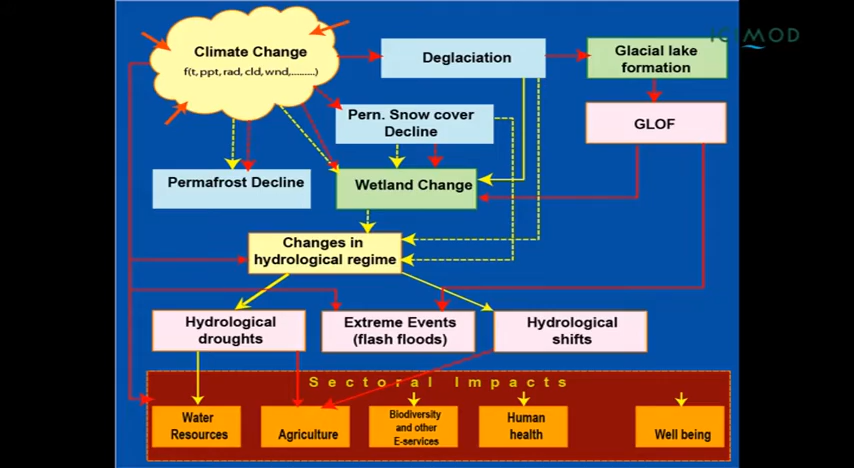 ICIMOD
Climate Change
f(t, ppt, rad, cld, wnd,.........)
Deglaciation
Glacial lake
formation
Pern. Snow cover
Decline
GLOF
Permafrost Decline
Wetland Change
Changes in
hydrological regime
Hydrological
droughts
Extreme Events
(flash floods)
Hydrological
shifts
Sectoral Impacts
Water
Resources
Agriculture
Biodiversity
and other
E-services
Human
health
Well being